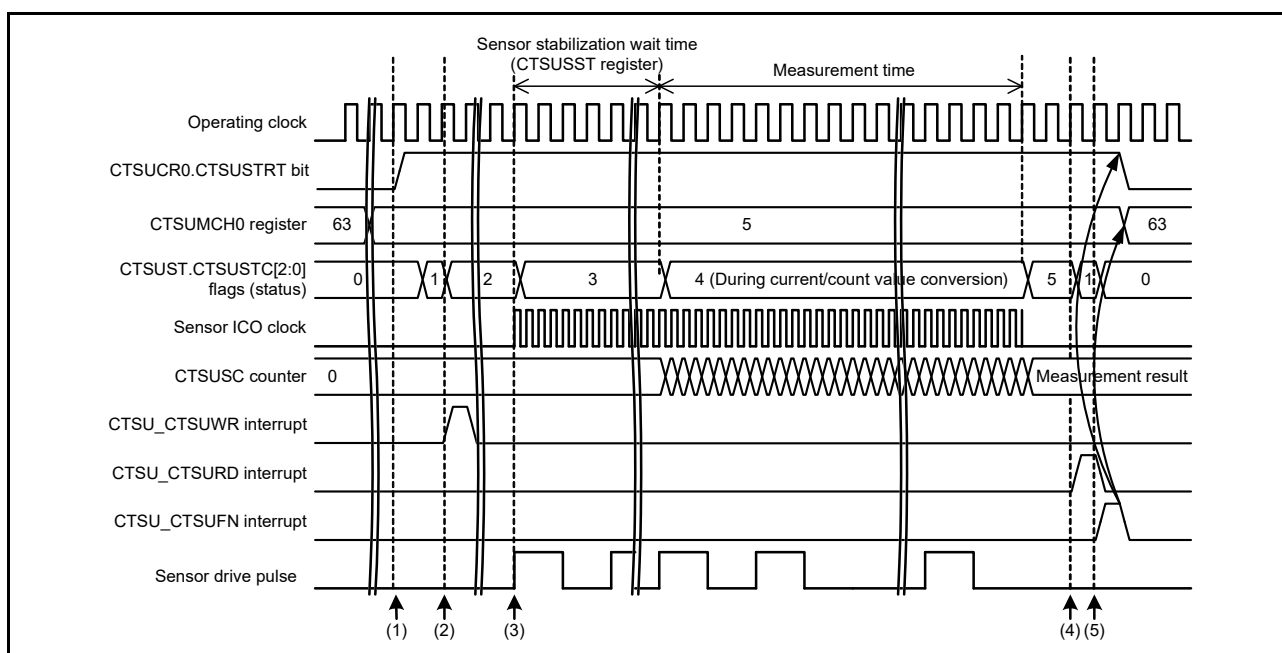 Sensor stabilization wait time
(CTSUSST register)
Measurement time
Operating clock
CTSUCR0.CTSUSTRT bit
CTSUMCH0 register
63
5
63
CTSUST.CTSUSTC[2:0]
flags (status)
0
1
2
3
4 (During current/count value conversion)
5
1
0
Sensor ICO clock
CTSUSC counter
0
Measurement result
CTSU_CTSUWR interrupt
CTSU_CTSURD interrupt
CTSU_CTSUFN interrupt
Sensor drive pulse
(1)
(2)
(3)
(4)
(5)